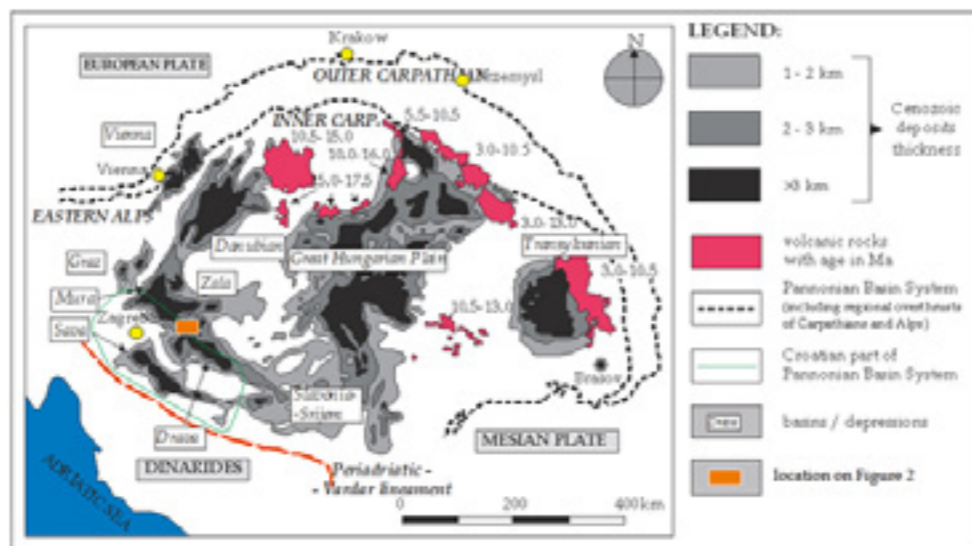 Krakow
EUROPEAN PLATE
OUTER CARPATHIAN
Przemysl
N
INNER CARP.
5.5-10.5
10.5-15.0
10.0-16.0
3.0-10.5
Vienna
Vienna
15.0-17.5
EASTERN ALPS
3.0-13.0
Danubian
Transylvanian
Great Hungarian Plain
3.0-10.5
Graz
Zala
Mura
10.5-13.0
Zagreb
Sava
Brasov
Slavonia
-Srijem
Drava
MESIAN PLATE
DINARIDES
Periadriatic -
- Vardar lineament
ADRIATIC SEA
0 200 400 km
LEGEND:
1 - 2 km
2 - 3 km
>3 km
Cenozoic
deposits
thickness
volcanic rocks
with age in Ma
Pannonian Basin System
(including regional overthrusts
of Carpathians and Alps)
Croatian part of
Pannonian Basin System
basins / depressions
location on Figure 2